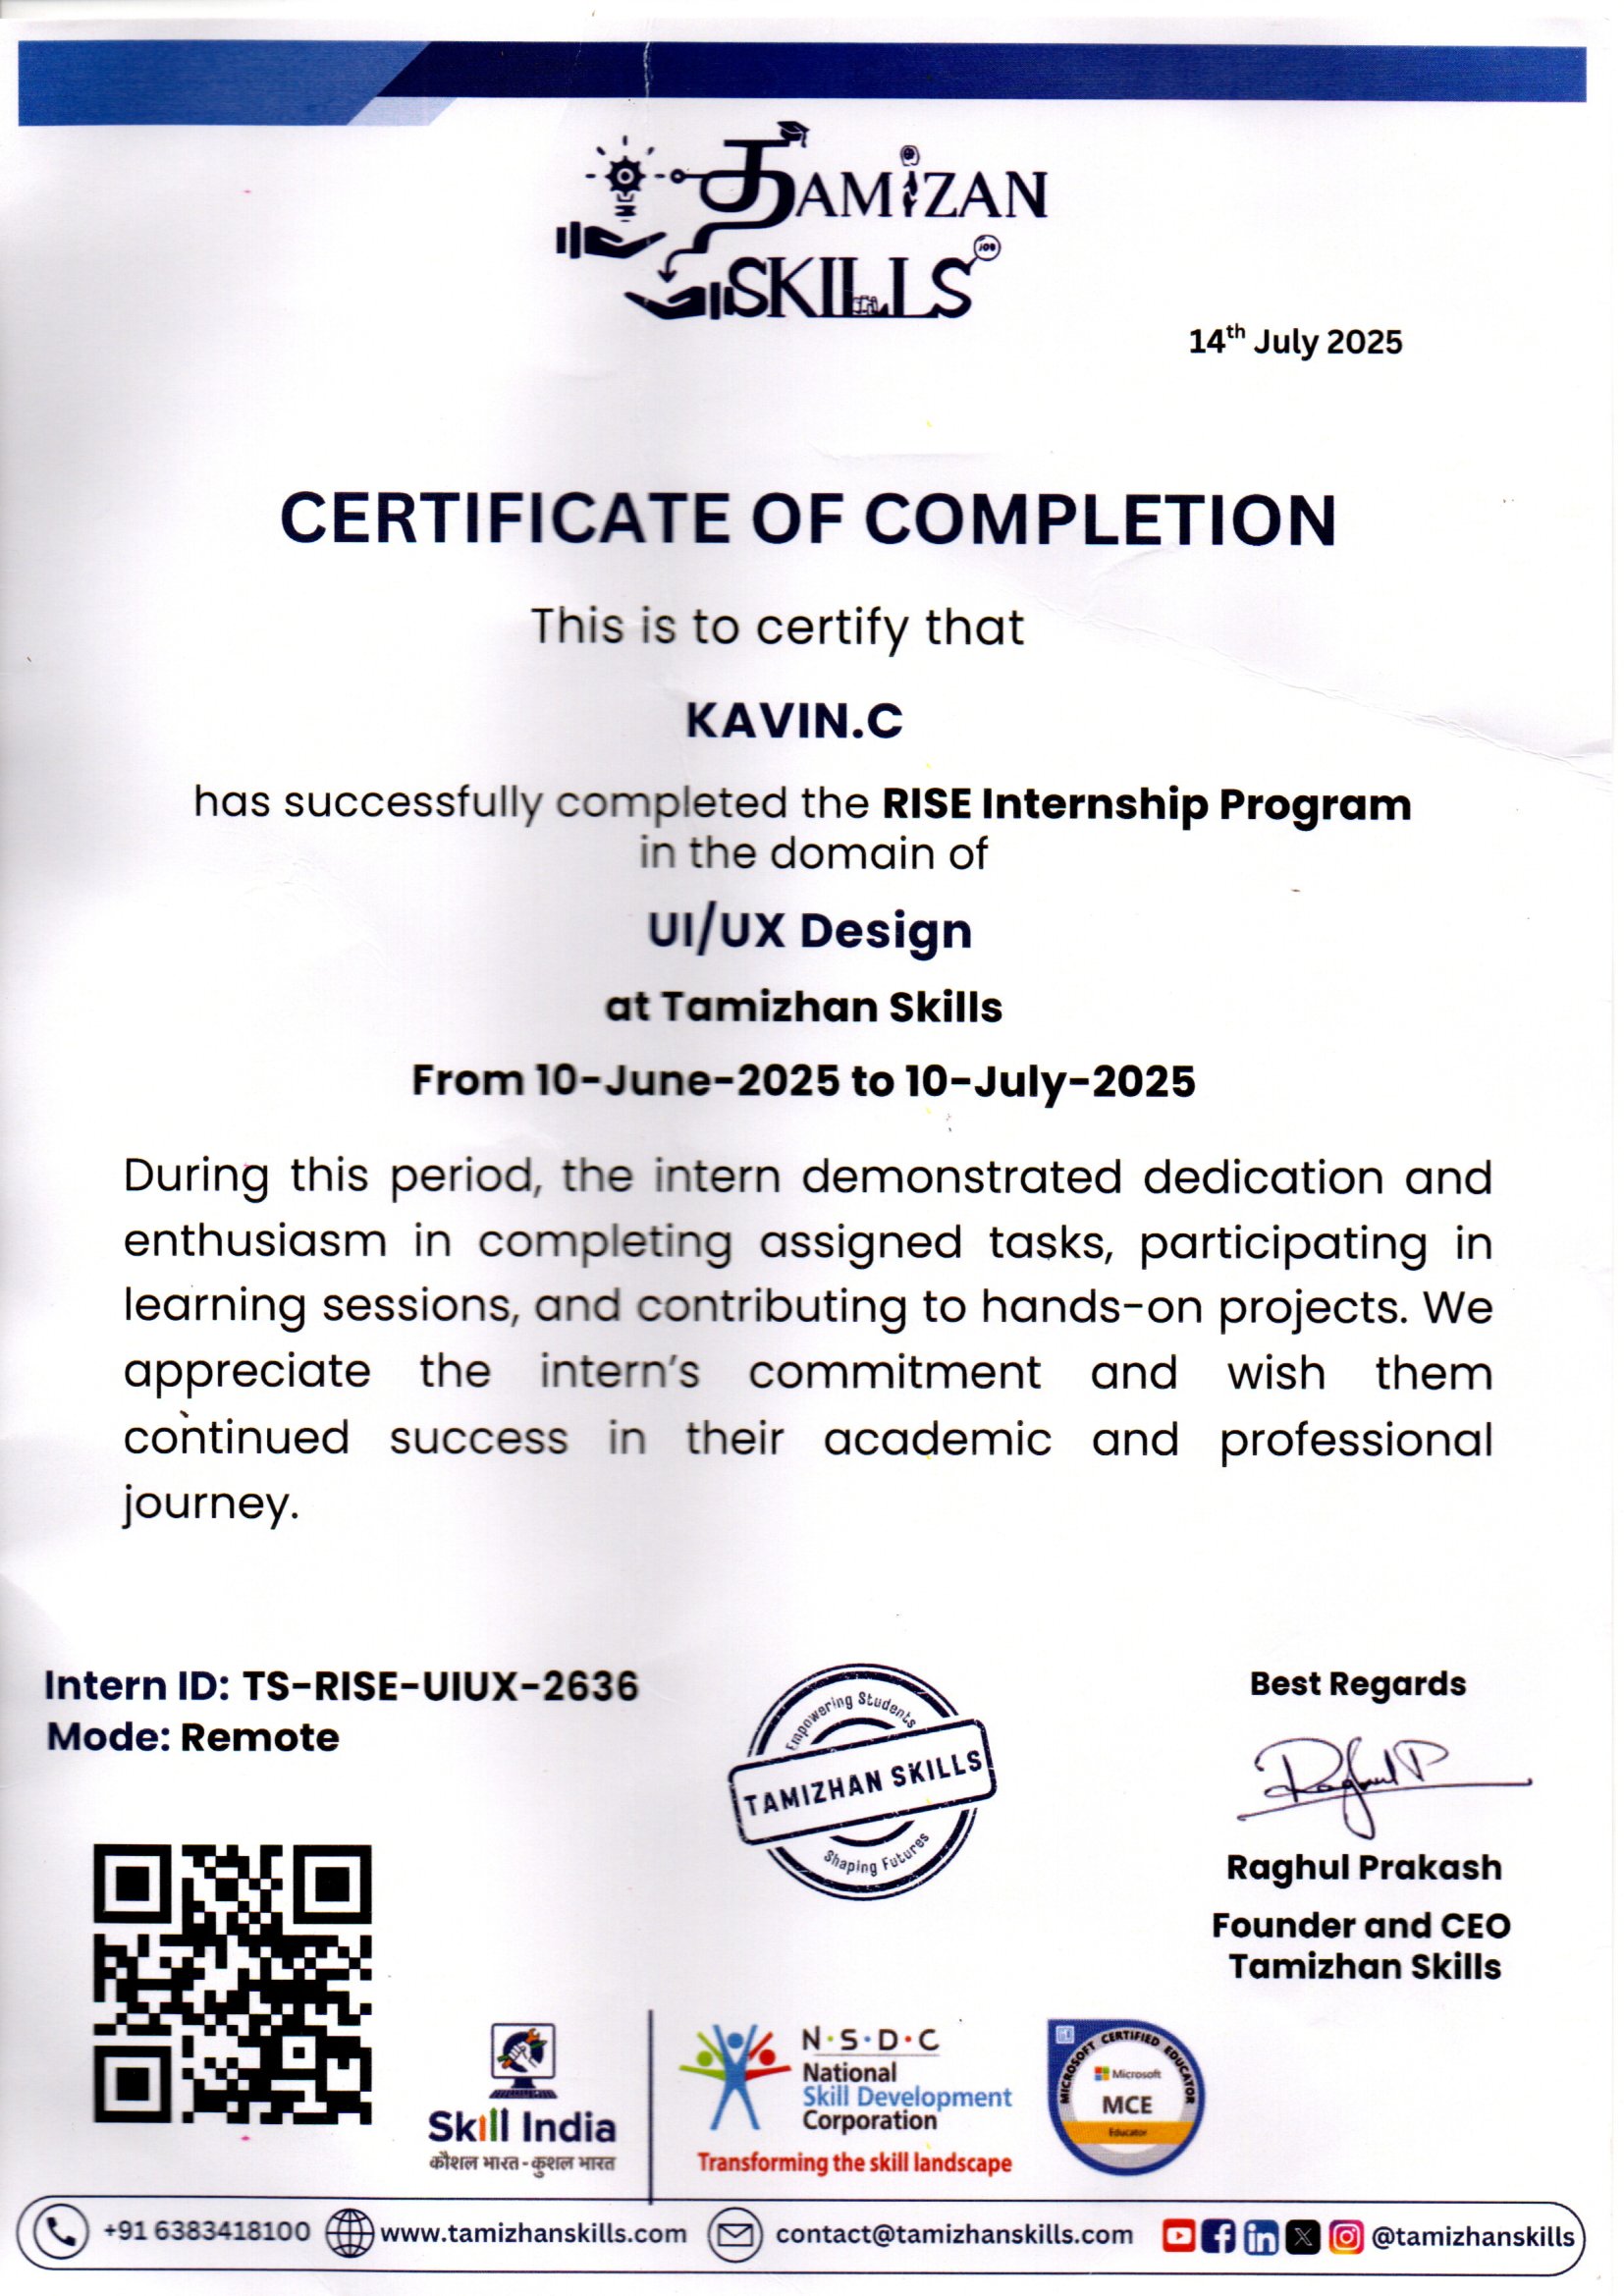 தAMIZAN
SKILLS
JOB
14th July 2025
CERTIFICATE OF COMPLETION
This is to certify that
KAVIN.C
has successfully completed the RISE Internship Program
in the domain of
UI/UX Design
at Tamizhan Skills
From 10-June-2025 to 10-July-2025
During this period, the intern demonstrated dedication and
enthusiasm in completing assigned tasks, participating in
learning sessions, and contributing to hands-on projects. We
appreciate the intern's commitment and wish them
continued success in their academic and professional
journey.
Intern ID: TS-RISE-UIUX-2636
Mode: Remote
Empowering Students
TAMIZHAN SKILLS
Shaping Futures
Best Regards
Raghul P
Raghul Prakash
Founder and CEO
Tamizhan Skills
Skill India
कौशल भारत - कुशल भारत
N·S·D·C
National
Skill Development
Corporation
Transforming the skill landscape
MICROSOFT CERTIFIED EDUCATOR
Microsoft
MCE
Educator
+91 6383418100 www.tamizhanskills.com contact@tamizhanskills.com @tamizhanskills